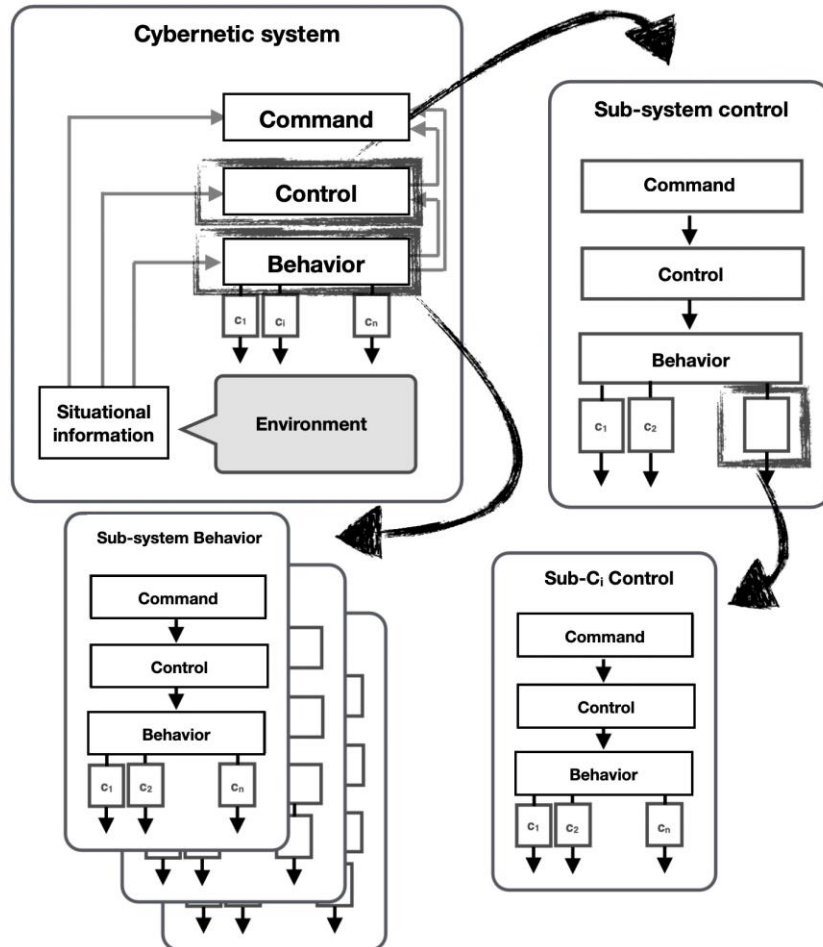 Cybernetic system
Command
Control
Behavior
c₁
cᵢ
cₙ
Situational
information
Environment
Sub-system control
Command
Control
Behavior
c₁
c₂
Sub-system Behavior
Command
Control
Behavior
c₁
c₂
cₙ
Sub-Cᵢ Control
Command
Control
Behavior
c₁
c₂
cₙ